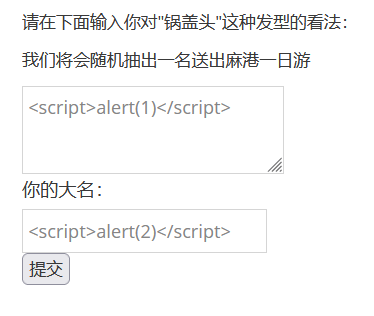 请在下面输入你对"锅盖头"这种发型的看法：
我们将会随机抽出一名送出麻港一日游
<script>alert(1)</script>
你的大名：
<script>alert(2)</script>
提交